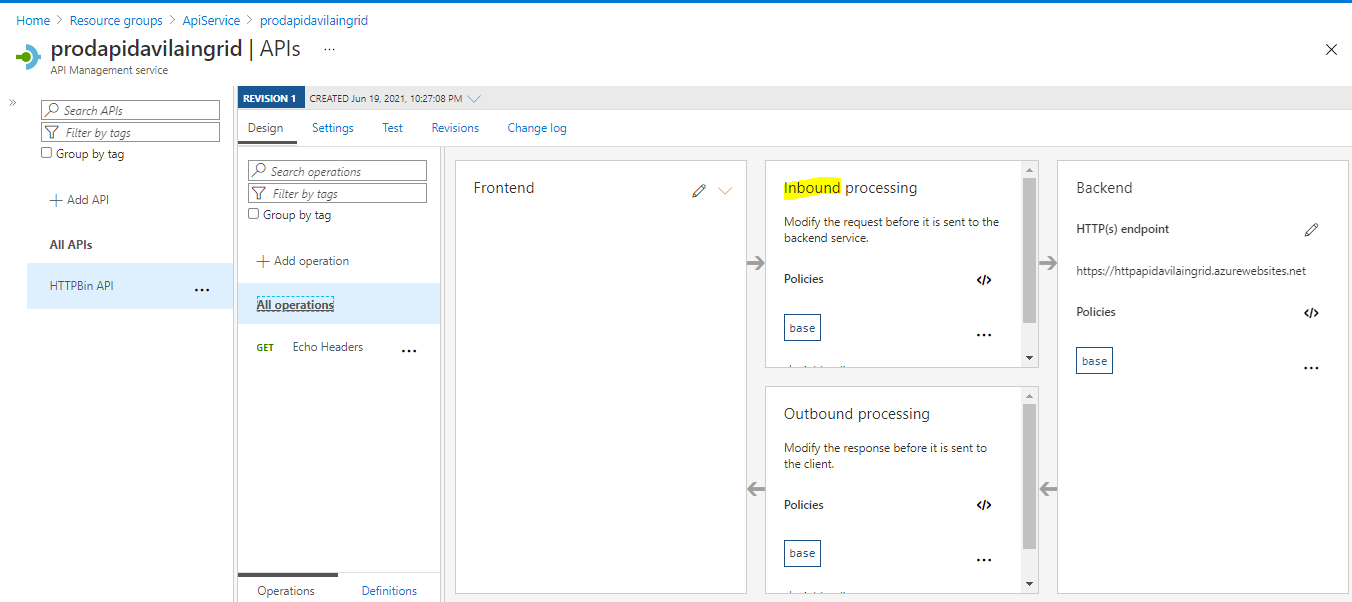 Home > Resource groups > ApiService > prodapidavilaingrid
prodapidavilaingrid | APIs ...
API Management service
Search APIs
Filter by tags
Group by tag
+ Add API
All APIs
HTTPBin API ...
REVISION 1 CREATED Jun 19, 2021, 10:27:08 PM
Design Settings Test Revisions Change log
Search operations
Filter by tags
Group by tag
+ Add operation
All operations
GET Echo Headers ...
Operations Definitions
Frontend
Inbound processing
Modify the request before it is sent to the
backend service.
Policies </>
base ...
Outbound processing
Modify the response before it is sent to
the client.
Policies </>
base ...
Backend
HTTP(s) endpoint
https://httpapidavilaingrid.azurewebsites.net
Policies </>
base ...